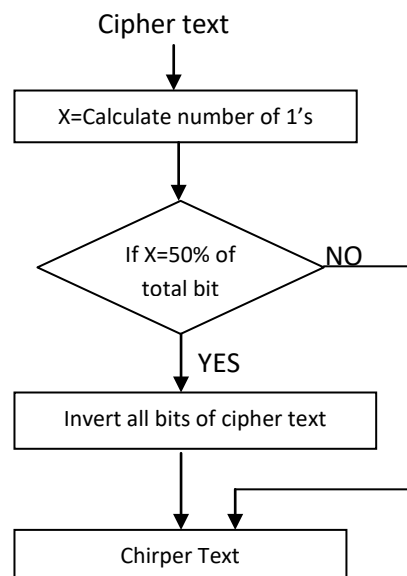 Cipher text
X=Calculate number of 1’s
If X=50% of
total bit
NO
YES
Invert all bits of cipher text
Chirper Text